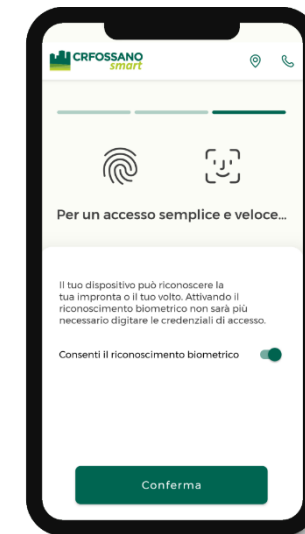 CRFOSSANO
smart
Per un accesso semplice e veloce...
Il tuo dispositivo può riconoscere la
tua impronta o il tuo volto. Attivando il
riconoscimento biometrico non sarà più
necessario digitare le credenziali di accesso.
Consenti il riconoscimento biometrico
Conferma